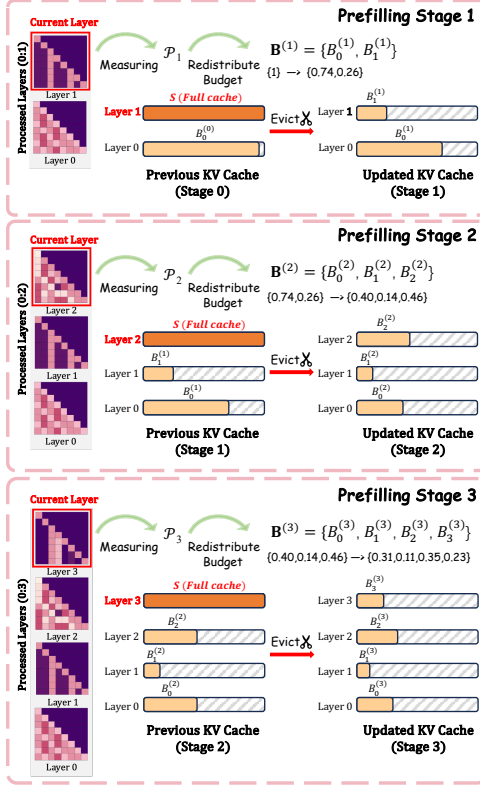 Prefilling Stage 1
Current Layer
Processed Layers (0:1)
Layer 1
Layer 0
Measuring
𝒫₁
Redistribute
Budget
B⁽¹⁾ = {B₀⁽¹⁾, B₁⁽¹⁾}
{1} → {0.74,0.26}
S (Full cache)
Layer 1
B₀⁽⁰⁾
Layer 0
Previous KV Cache
(Stage 0)
Evict
B₁⁽¹⁾
Layer 1
B₀⁽¹⁾
Layer 0
Updated KV Cache
(Stage 1)
Prefilling Stage 2
Current Layer
Processed Layers (0:2)
Layer 2
Layer 1
Layer 0
Measuring
𝒫₂
Redistribute
Budget
B⁽²⁾ = {B₀⁽²⁾, B₁⁽²⁾, B₂⁽²⁾}
{0.74,0.26} → {0.40,0.14,0.46}
S (Full cache)
Layer 2
B₁⁽¹⁾
Layer 1
B₀⁽¹⁾
Layer 0
Previous KV Cache
(Stage 1)
Evict
B₂⁽²⁾
Layer 2
B₁⁽²⁾
Layer 1
B₀⁽²⁾
Layer 0
Updated KV Cache
(Stage 2)
Prefilling Stage 3
Current Layer
Processed Layers (0:3)
Layer 3
Layer 2
Layer 1
Layer 0
Measuring
𝒫₃
Redistribute
Budget
B⁽³⁾ = {B₀⁽³⁾, B₁⁽³⁾, B₂⁽³⁾, B₃⁽³⁾}
{0.40,0.14,0.46} → {0.31,0.11,0.35,0.23}
S (Full cache)
Layer 3
B₂⁽²⁾
Layer 2
B₁⁽²⁾
Layer 1
B₀⁽²⁾
Layer 0
Previous KV Cache
(Stage 2)
Evict
B₃⁽³⁾
Layer 3
B₂⁽³⁾
Layer 2
B₁⁽³⁾
Layer 1
B₀⁽³⁾
Layer 0
Updated KV Cache
(Stage 3)